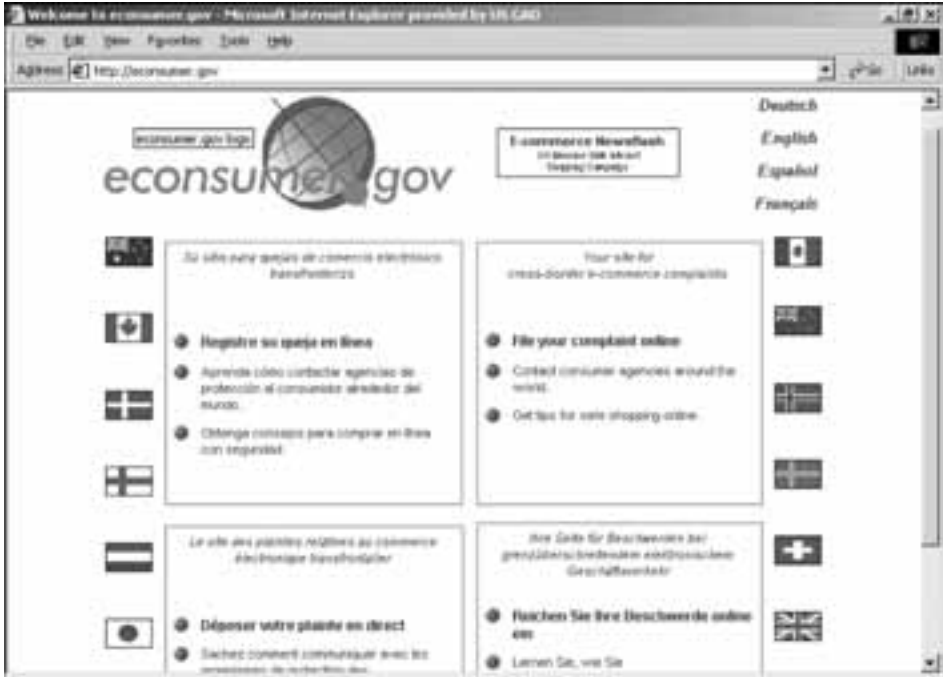 Welcome to econsumer.gov - Microsoft Internet Explorer provided by US GAO
File Edit View Favorites Tools Help
Address http://econsumer.gov Go Links
econsumer.gov logo
econsumer.gov
E-commerce Newsflash
Deutsch
English
Español
Français
Su sitio para quejas de comercio electrónico
transfronterizo
Registre su queja en línea
Aprenda cómo contactar agencias de
protección al consumidor alrededor del
mundo.
Obtenga consejos para comprar en línea
con seguridad.
Your site for
cross-border e-commerce complaints
File your complaint online
Contact consumer agencies around the
world.
Get tips for safe shopping online.
Le site des plaintes relatives au commerce
électronique transfrontalier
Déposer votre plainte en direct
Sachez comment communiquer avec les
organismes de protection des
Ihre Seite für Beschwerden bei
grenzüberschreitendem elektronischem
Geschäftsverkehr
Reichen Sie Ihre Beschwerde online
ein
Lernen Sie, wie Sie